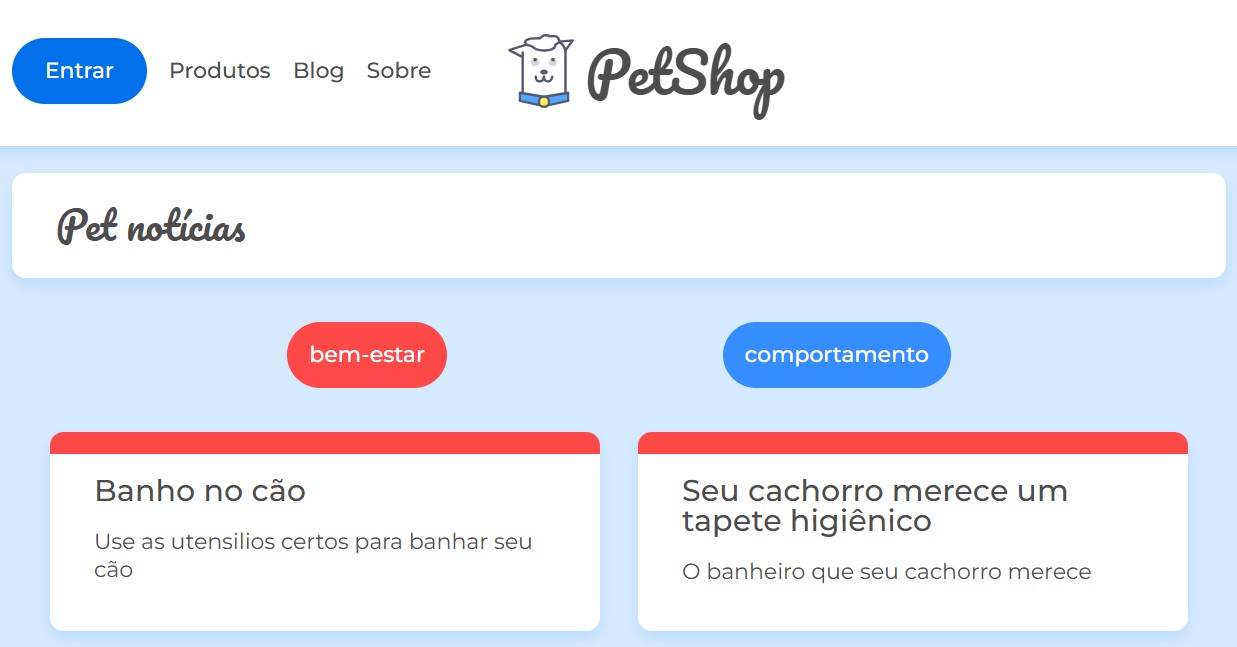 Entrar Produtos Blog Sobre PetShop
Pet notícias
bem-estar comportamento
Banho no cão
Use as utensilios certos para banhar seu
cão
Seu cachorro merece um
tapete higiênico
O banheiro que seu cachorro merece